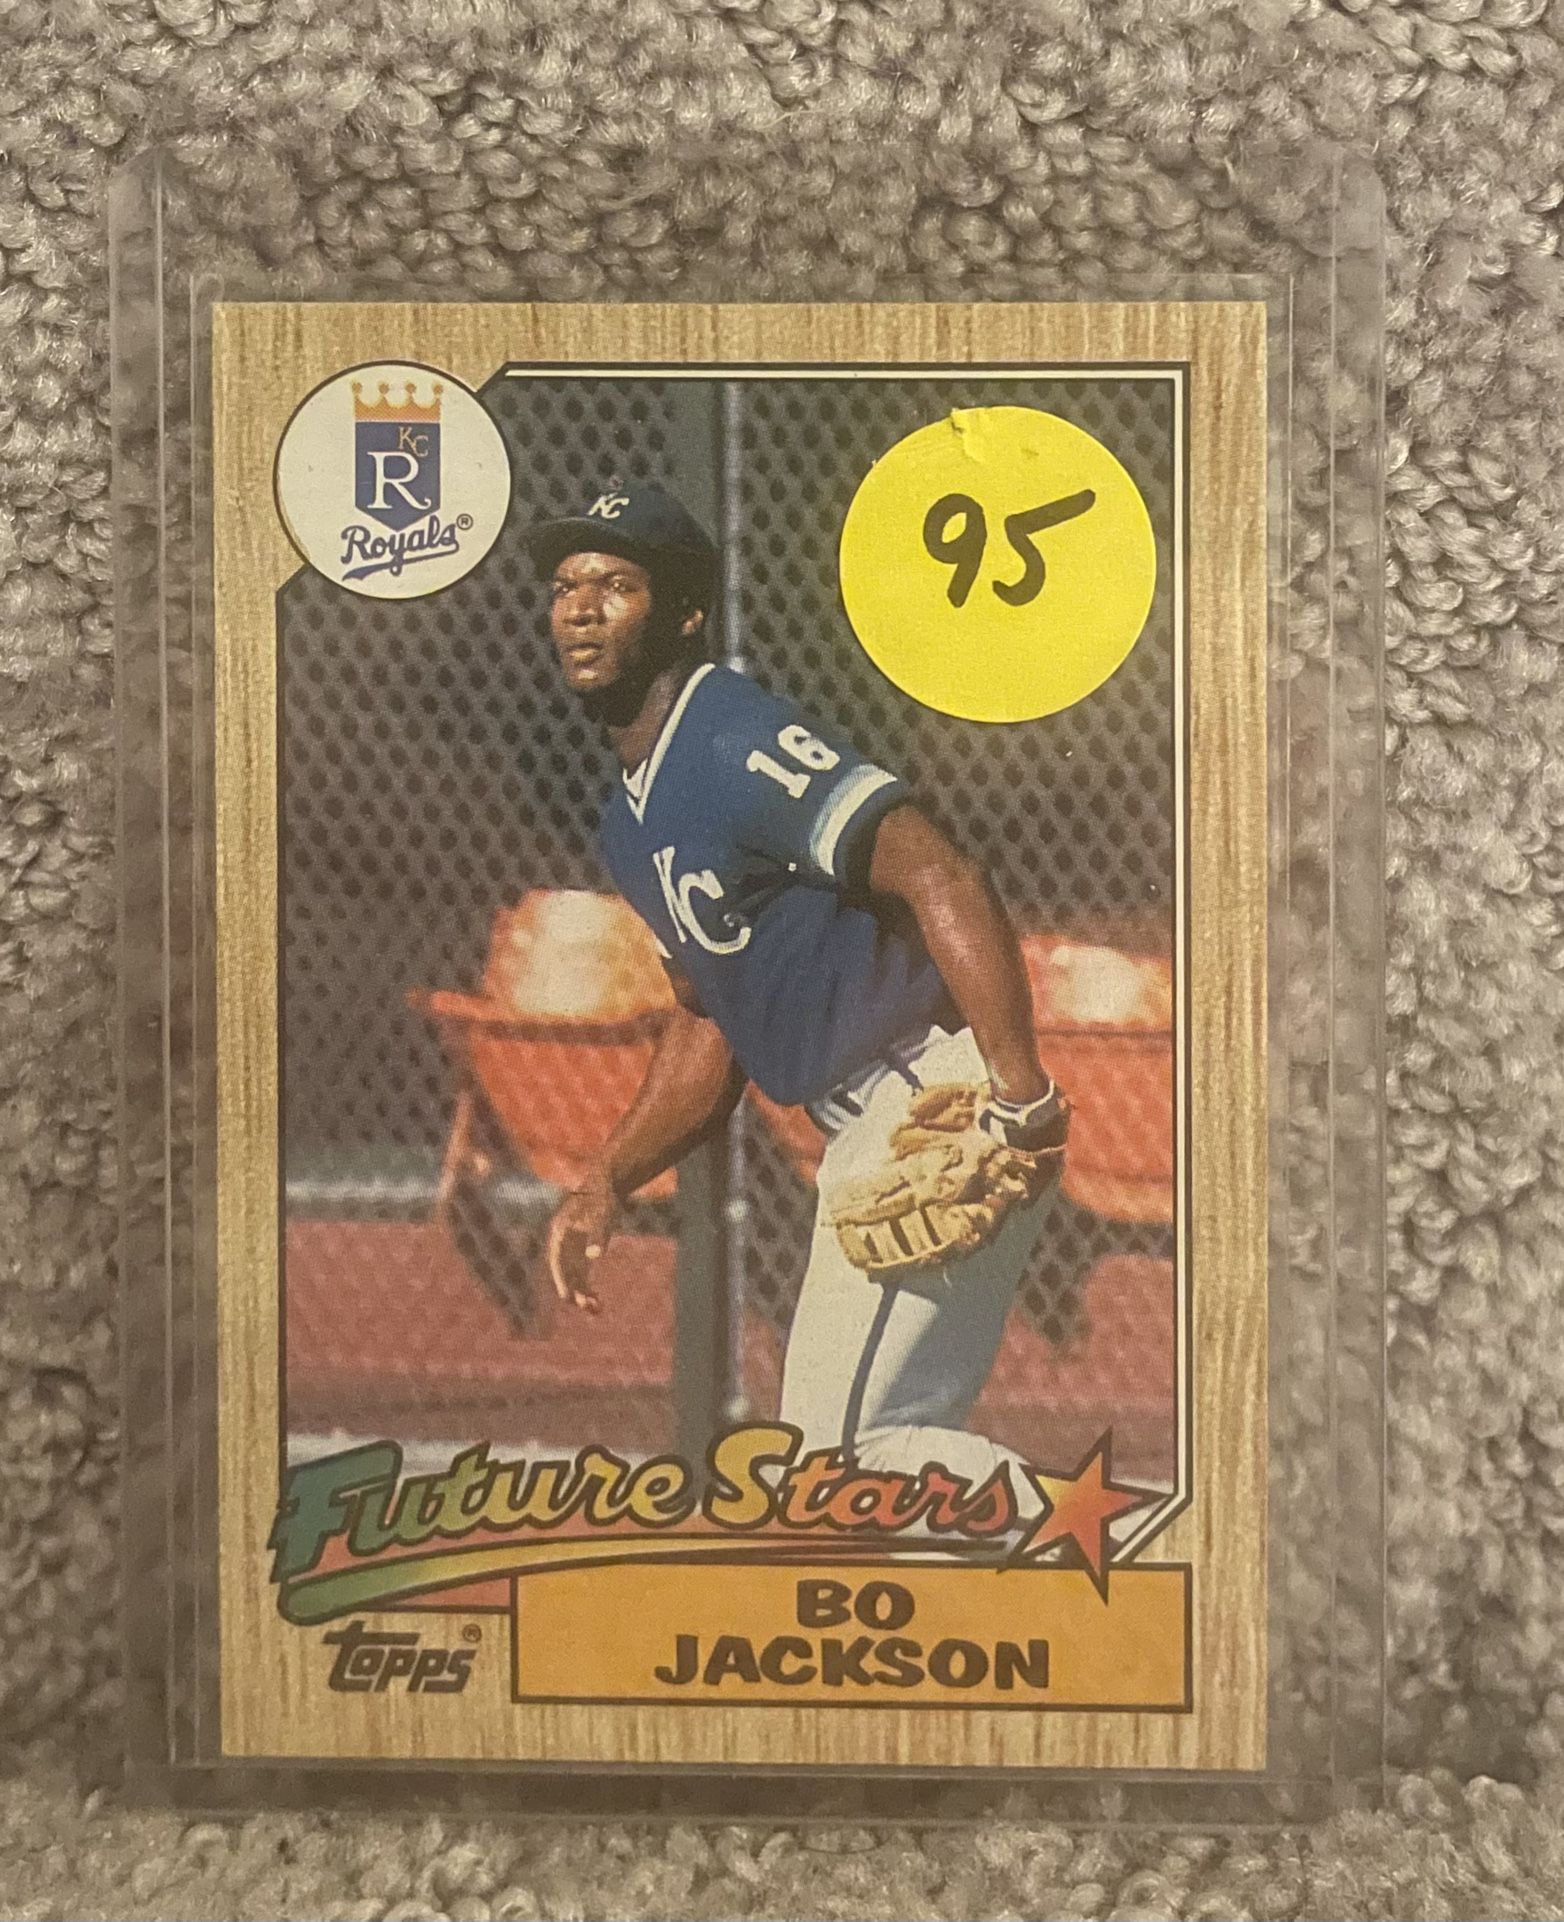 KC
R
Royals®
95
KC
16
KC
Future Stars
BO
JACKSON
topps®